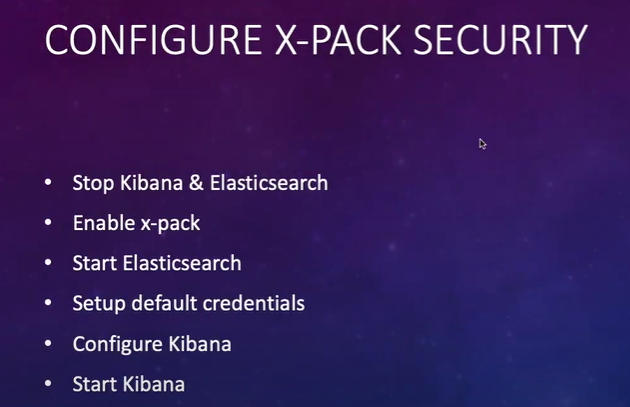 CONFIGURE X-PACK SECURITY
• Stop Kibana & Elasticsearch
• Enable x-pack
• Start Elasticsearch
• Setup default credentials
• Configure Kibana
• Start Kibana